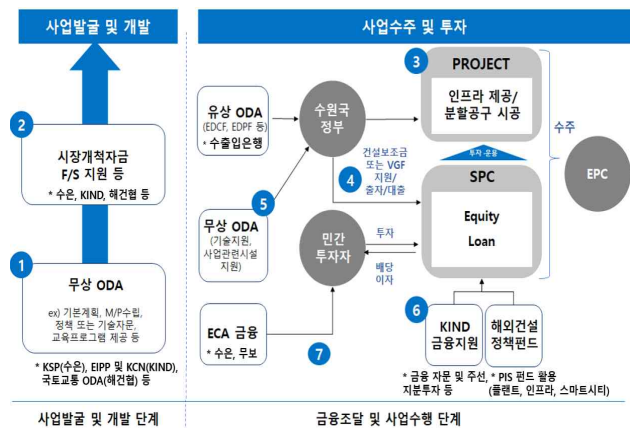 사업발굴 및 개발
2
시장개척자금
F/S 지원 등
* 수은, KIND, 해건협 등
1
무상 ODA
ex) 기본계획, M/P수립,
정책 또는 기술자문,
교육프로그램 제공 등
* KSP(수은), EIPP 및 KCN(KIND),
국토교통 ODA(해건협) 등
사업발굴 및 개발 단계
사업수주 및 투자
유상 ODA
(EDCF, EDPF 등)
* 수출입은행
수원국
정부
3
PROJECT
인프라 제공/
분할공구 시공
수주
EPC
4
건설보조금
또는 VGF
지원/
출자/대출
투자·운용
SPC
Equity
Loan
5
무상 ODA
(기술지원,
사업관련시설
지원)
민간
투자자
투자
배당
이자
ECA 금융
* 수은, 무보
7
6
KIND
금융지원
해외건설
정책펀드
* 금융 자문 및 주선,
지분투자 등
* PIS 펀드 활용
(플랜트, 인프라, 스마트시티)
금융조달 및 사업수행 단계